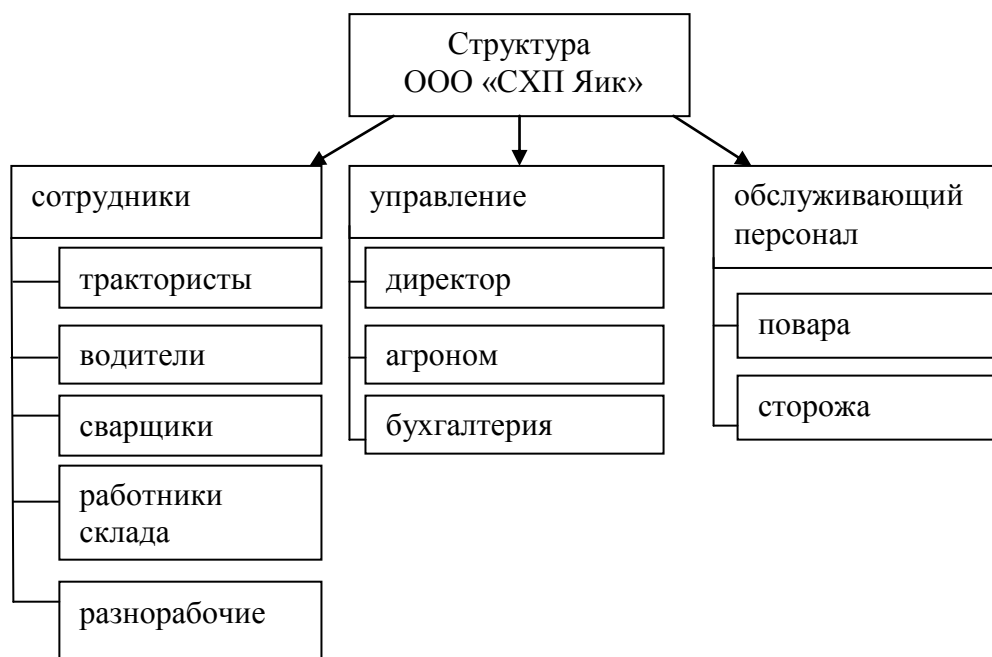 Структура
ООО «СХП Яик»
сотрудники
трактористы
водители
сварщики
работники
склада
разнорабочие
управление
директор
агроном
бухгалтерия
обслуживающий
персонал
повара
сторожа